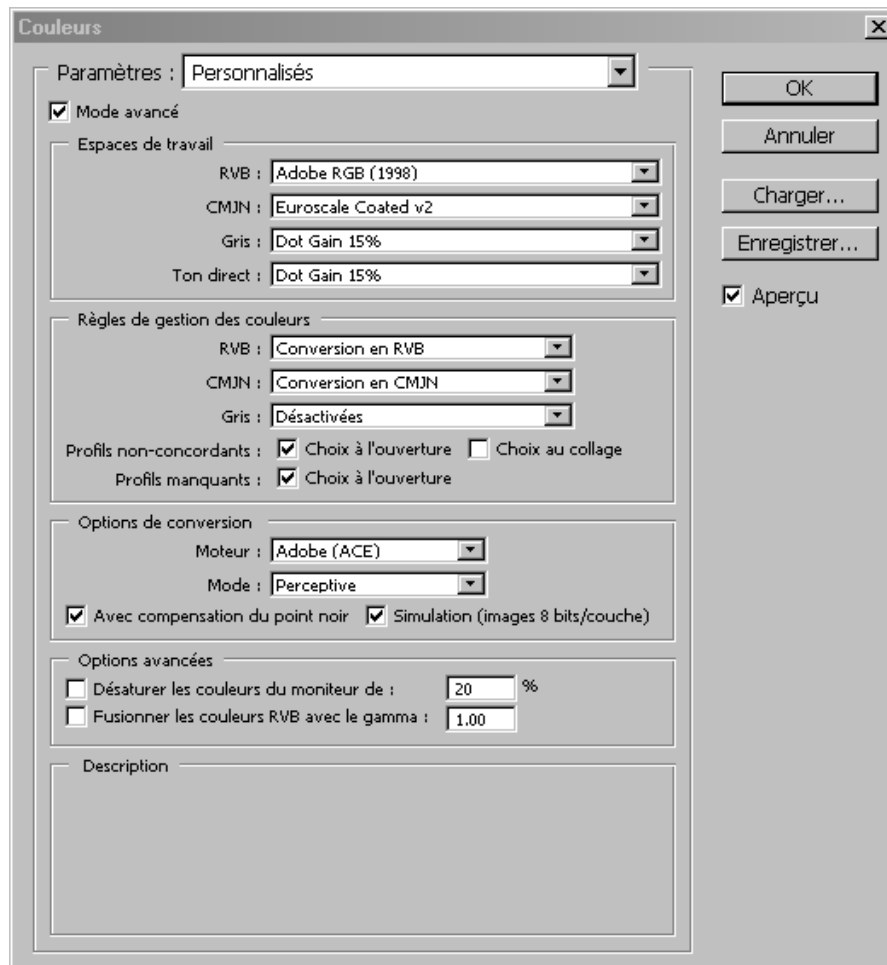 Couleurs
Paramètres : Personnalisés
Mode avancé
Espaces de travail
RVB : Adobe RGB (1998)
CMJN : Euroscale Coated v2
Gris : Dot Gain 15%
Ton direct : Dot Gain 15%
Règles de gestion des couleurs
RVB : Conversion en RVB
CMJN : Conversion en CMJN
Gris : Désactivées
Profils non-concordants : Choix à l'ouverture Choix au collage
Profils manquants : Choix à l'ouverture
Options de conversion
Moteur : Adobe (ACE)
Mode : Perceptive
Avec compensation du point noir Simulation (images 8 bits/couche)
Options avancées
Désaturer les couleurs du moniteur de : 20 %
Fusionner les couleurs RVB avec le gamma : 1.00
Description
OK
Annuler
Charger...
Enregistrer...
Aperçu